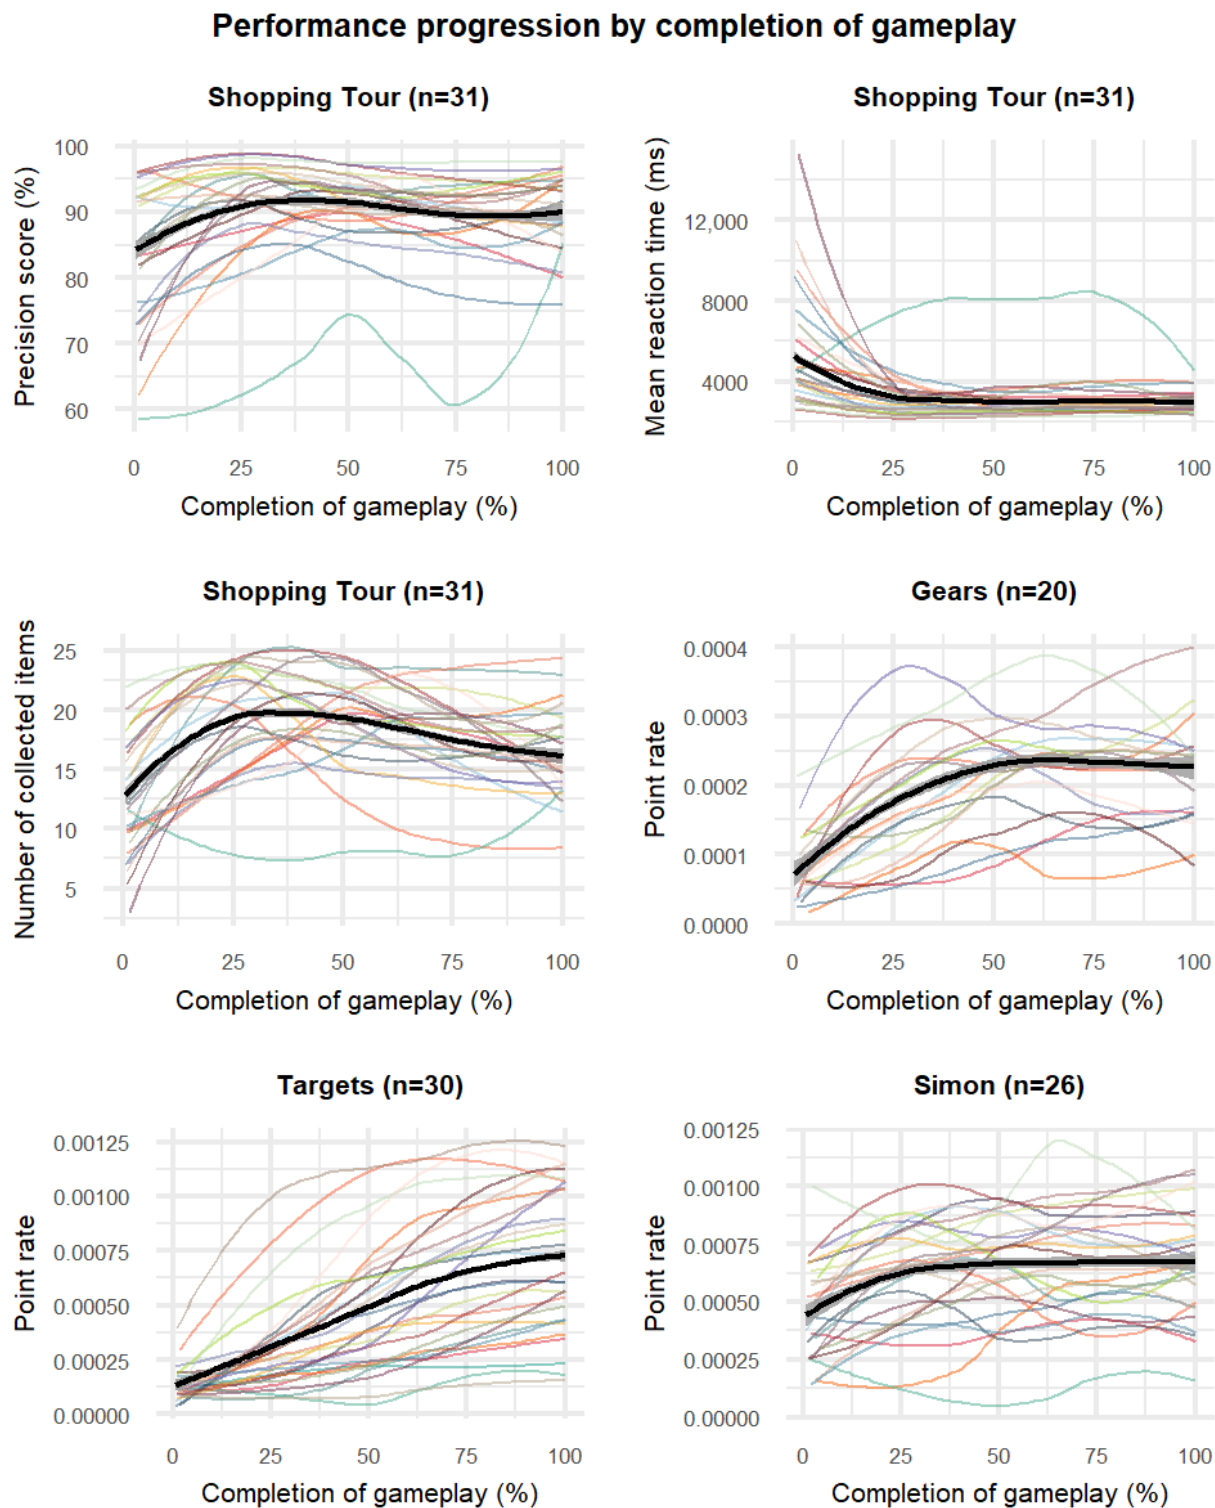 Performance progression by completion of gameplay
Shopping Tour (n=31)
Precision score (%)
100
90
80
70
60
0 25 50 75 100
Completion of gameplay (%)
Shopping Tour (n=31)
Mean reaction time (ms)
12,000
8000
4000
0 25 50 75 100
Completion of gameplay (%)
Shopping Tour (n=31)
Number of collected items
25
20
15
10
5
0 25 50 75 100
Completion of gameplay (%)
Gears (n=20)
Point rate
0.0004
0.0003
0.0002
0.0001
0.0000
0 25 50 75 100
Completion of gameplay (%)
Targets (n=30)
Point rate
0.00125
0.00100
0.00075
0.00050
0.00025
0.00000
0 25 50 75 100
Completion of gameplay (%)
Simon (n=26)
Point rate
0.00125
0.00100
0.00075
0.00050
0.00025
0.00000
0 25 50 75 100
Completion of gameplay (%)